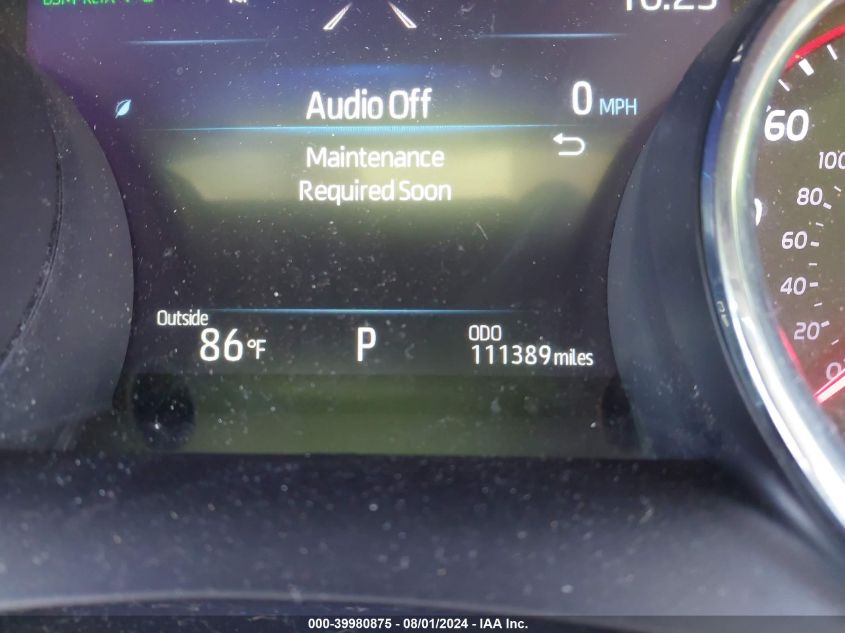 Audio Off
0 MPH
Maintenance
Required Soon
Outside
86°F
P
ODO
111389 miles
60
100
80
60
40
20
0
000-39980875 - 08/01/2024 - IAA Inc.